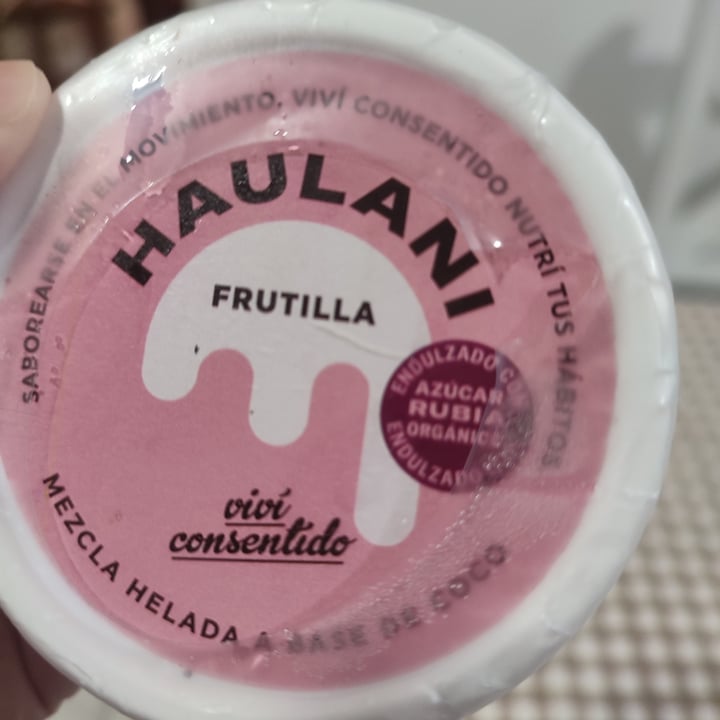 SABOREARSE EN EL MOVIMIENTO, VIVÍ CONSENTIDO NUTRÍ TUS HÁBITOS
HAULANI
FRUTILLA
ENDULZADO
AZÚCAR
RUBIA
ORGÁNICA
ENDULZADO
viví
consentido
MEZCLA HELADA A BASE DE COCO